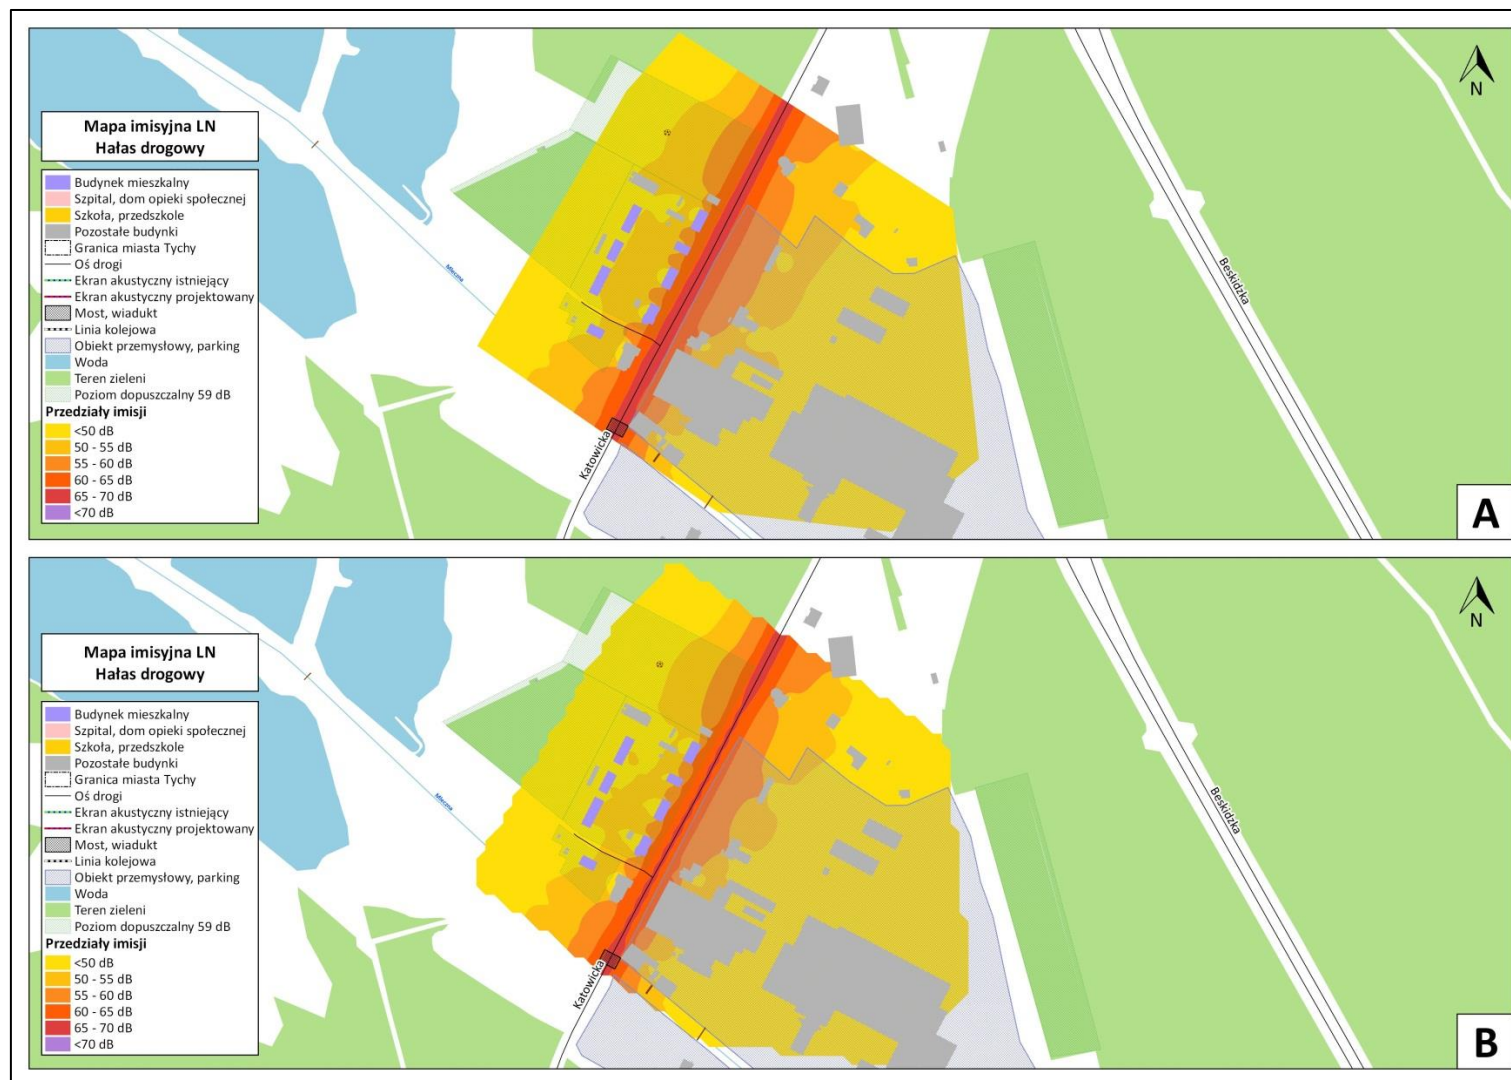 Mapa imisyjna LN
Hałas drogowy
Budynek mieszkalny
Szpital, dom opieki społecznej
Szkoła, przedszkole
Pozostałe budynki
Granica miasta Tychy
Oś drogi
Ekran akustyczny istniejący
Ekran akustyczny projektowany
Most, wiadukt
Linia kolejowa
Obiekt przemysłowy, parking
Woda
Teren zieleni
Poziom dopuszczalny 59 dB
Przedziały imisji
<50 dB
50 - 55 dB
55 - 60 dB
60 - 65 dB
65 - 70 dB
<70 dB
Mleczna
Katowicka
Beskidzka
N
A
Mapa imisyjna LN
Hałas drogowy
Budynek mieszkalny
Szpital, dom opieki społecznej
Szkoła, przedszkole
Pozostałe budynki
Granica miasta Tychy
Oś drogi
Ekran akustyczny istniejący
Ekran akustyczny projektowany
Most, wiadukt
Linia kolejowa
Obiekt przemysłowy, parking
Woda
Teren zieleni
Poziom dopuszczalny 59 dB
Przedziały imisji
<50 dB
50 - 55 dB
55 - 60 dB
60 - 65 dB
65 - 70 dB
<70 dB
Mleczna
Katowicka
Beskidzka
N
B